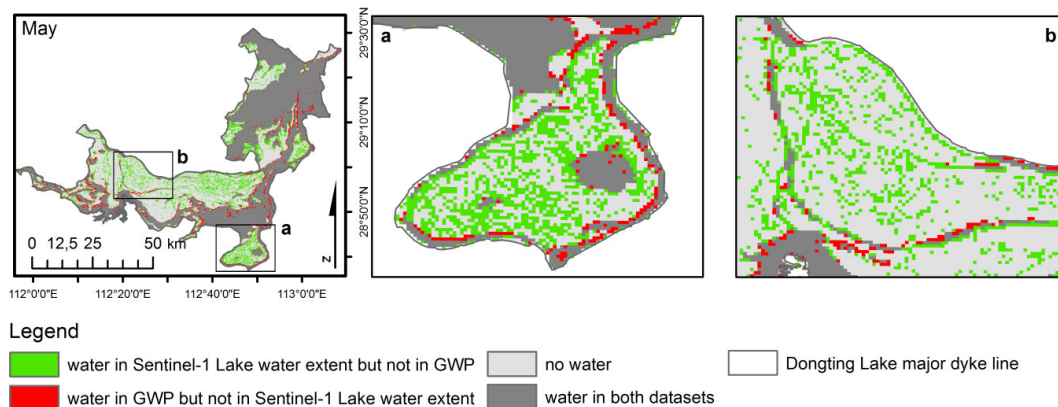 May
a
b
b
a
29°30'0"N
29°10'0"N
28°50'0"N
0 12,5 25 50 km
N
112°0'0"E 112°20'0"E 112°40'0"E 113°0'0"E
Legend
water in Sentinel-1 Lake water extent but not in GWP
no water
Dongting Lake major dyke line
water in GWP but not in Sentinel-1 Lake water extent
water in both datasets